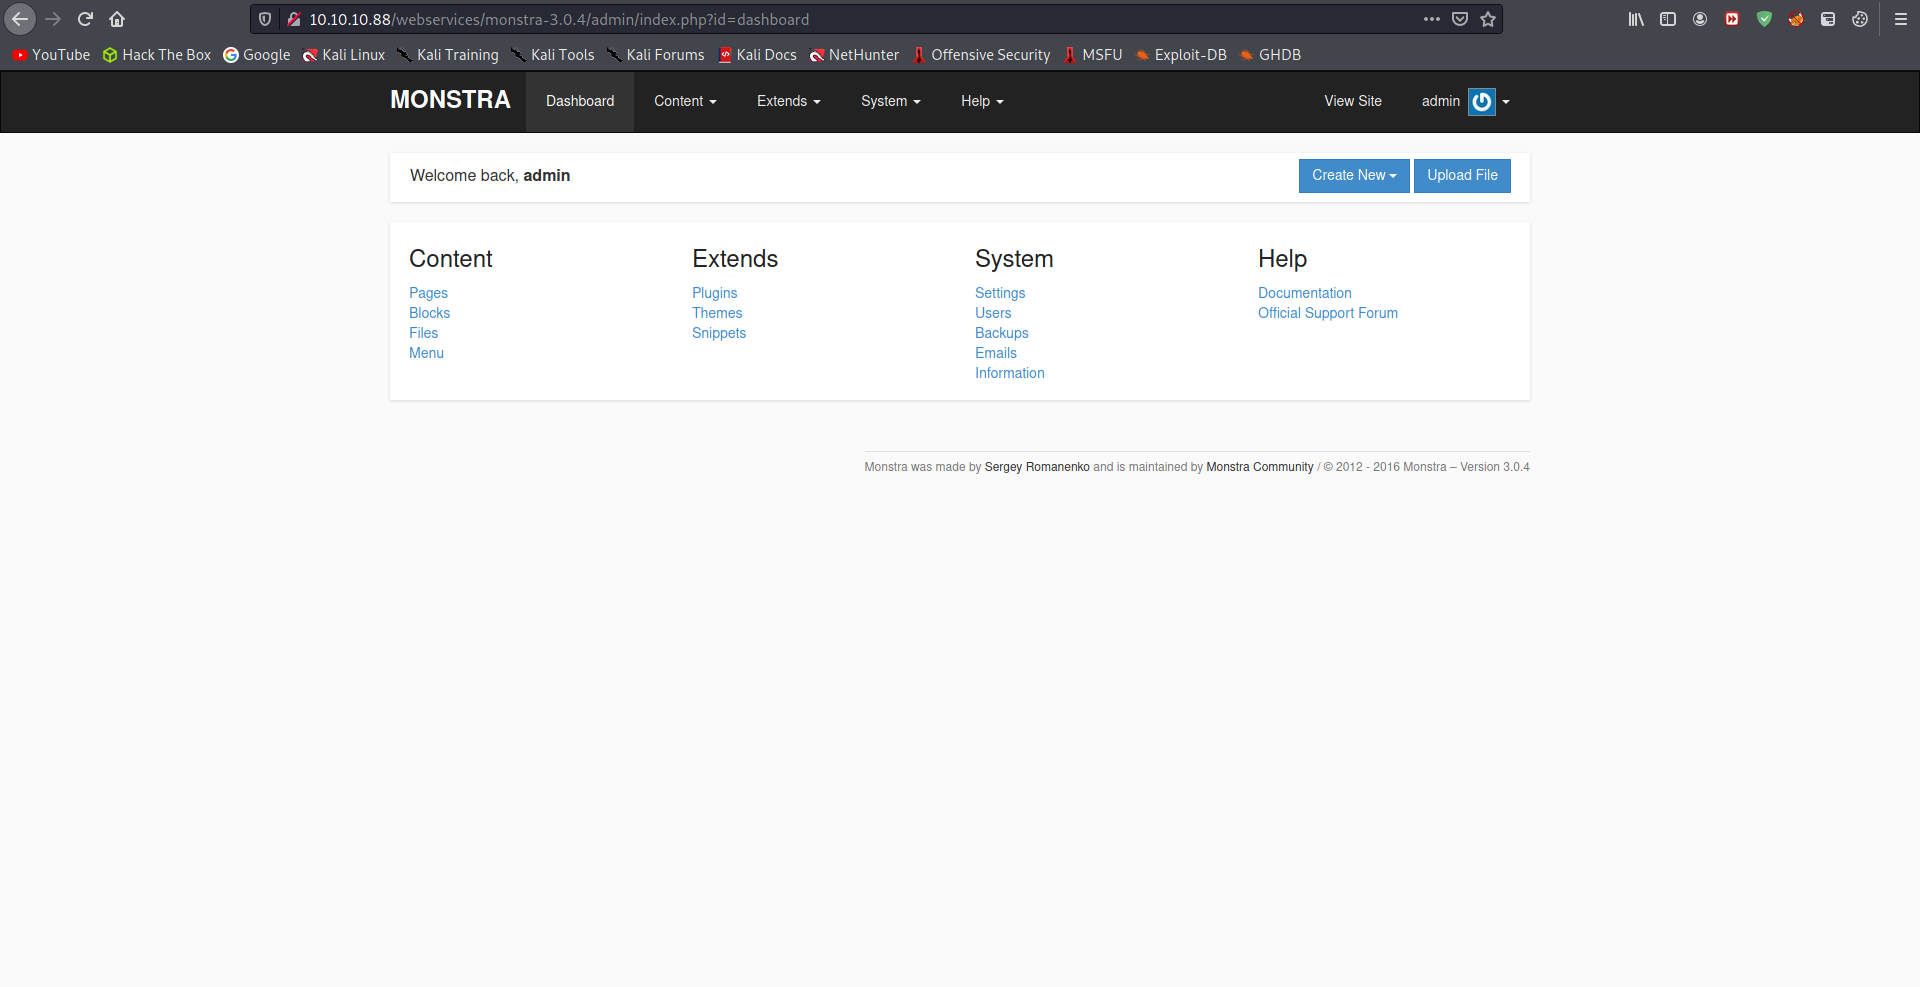 10.10.10.88/webservices/monstra-3.0.4/admin/index.php?id=dashboard
YouTube Hack The Box Google Kali Linux Kali Training Kali Tools Kali Forums Kali Docs NetHunter Offensive Security MSFU Exploit-DB GHDB
MONSTRA Dashboard Content Extends System Help View Site admin
Welcome back, admin Create New Upload File
Content Extends System Help
Pages Plugins Settings Documentation
Blocks Themes Users Official Support Forum
Files Snippets Backups
Menu Emails
Information
Monstra was made by Sergey Romanenko and is maintained by Monstra Community / © 2012 - 2016 Monstra – Version 3.0.4